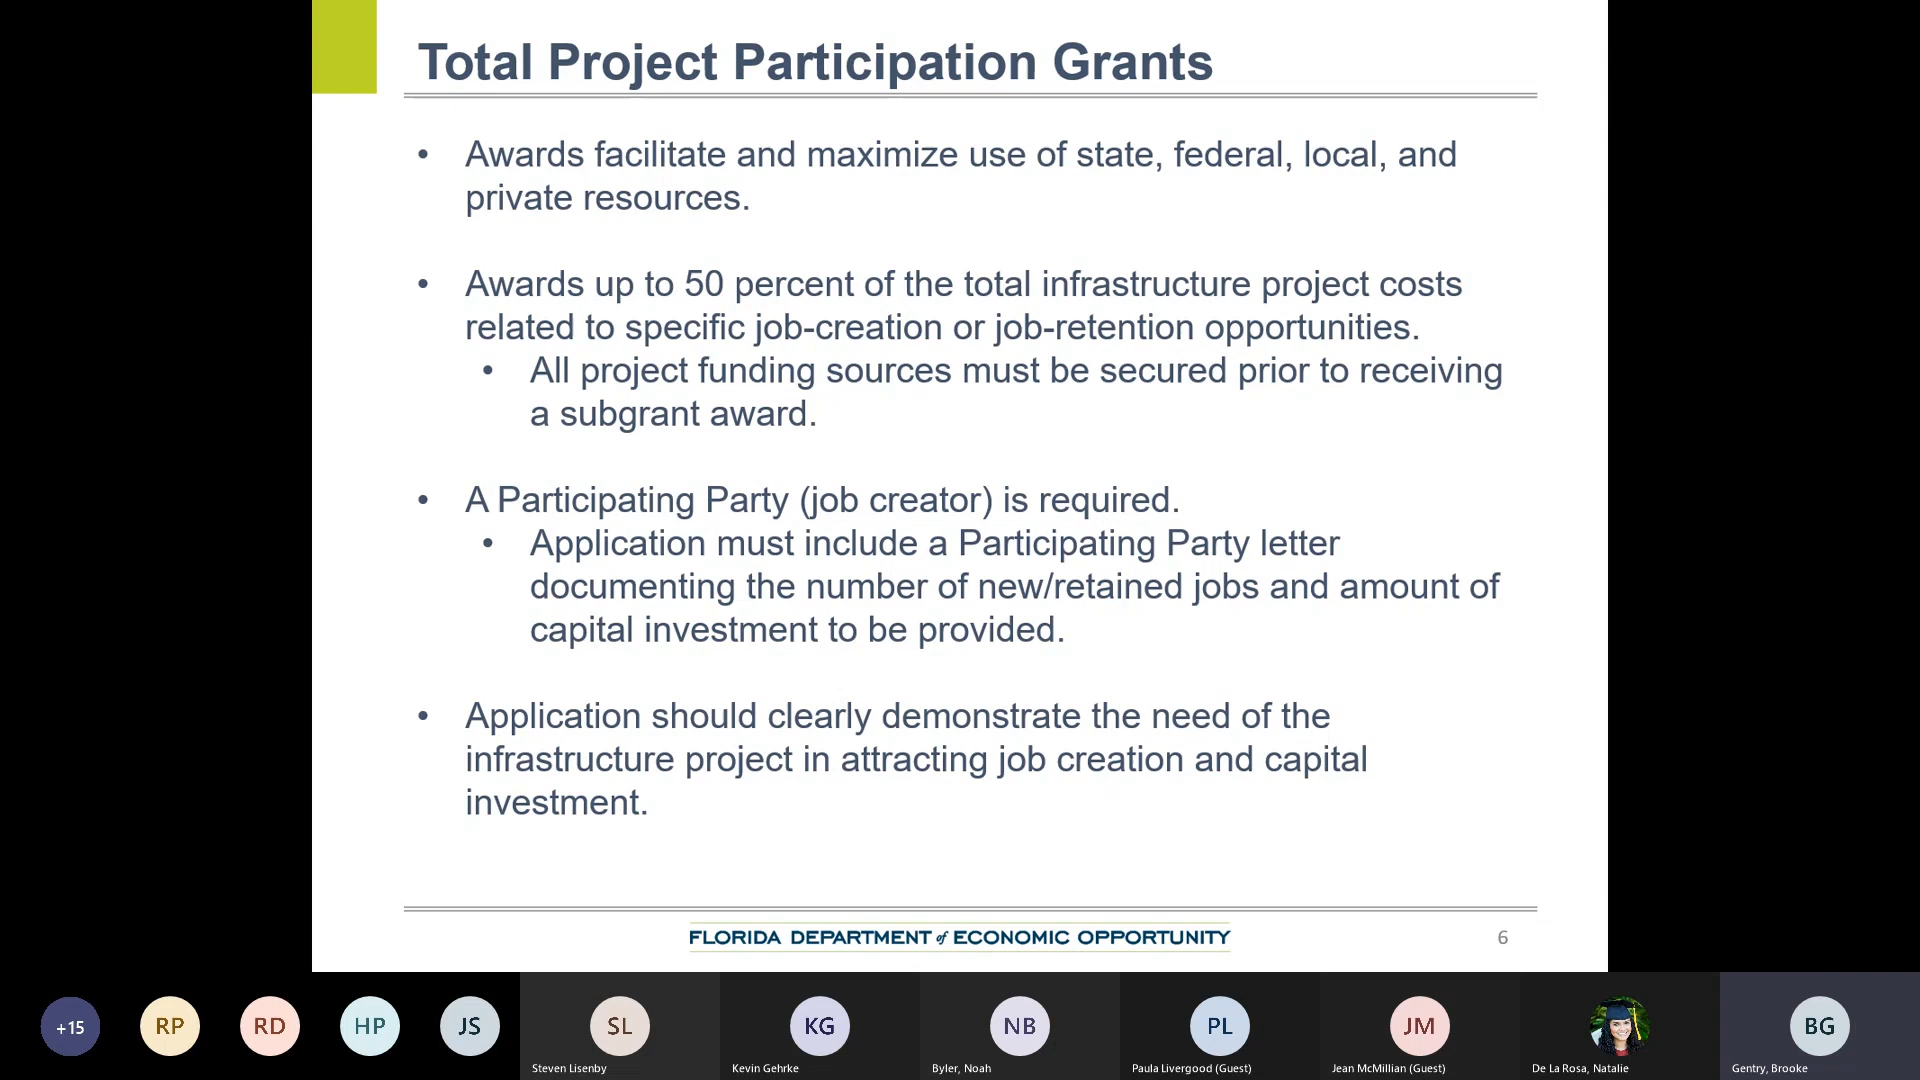 Total Project Participation Grants
• Awards facilitate and maximize use of state, federal, local, and
private resources.
• Awards up to 50 percent of the total infrastructure project costs
related to specific job-creation or job-retention opportunities.
• All project funding sources must be secured prior to receiving
a subgrant award.
• A Participating Party (job creator) is required.
• Application must include a Participating Party letter
documenting the number of new/retained jobs and amount of
capital investment to be provided.
• Application should clearly demonstrate the need of the
infrastructure project in attracting job creation and capital
investment.
FLORIDA DEPARTMENT of ECONOMIC OPPORTUNITY
6
+15 RP RD HP JS SL KG NB PL JM BG
Steven Lisenby Kevin Gehrke Byler, Noah Paula Livergood (Guest) Jean McMillian (Guest) De La Rosa, Natalie Gentry, Brooke